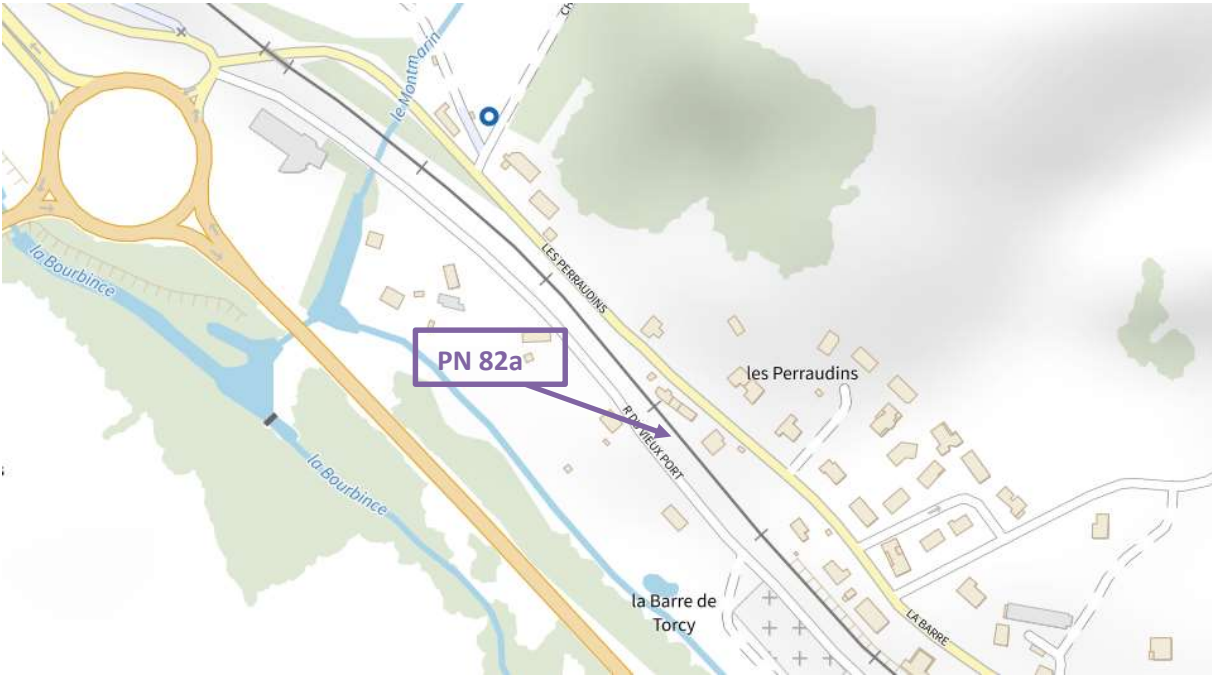 CH
le Montmarin
la Bourbince
LES PERRAUDINS
PN 82a
les Perraudins
R DU VIEUX PORT
la Bourbince
la Barre de
Torcy
LA BARRE
s